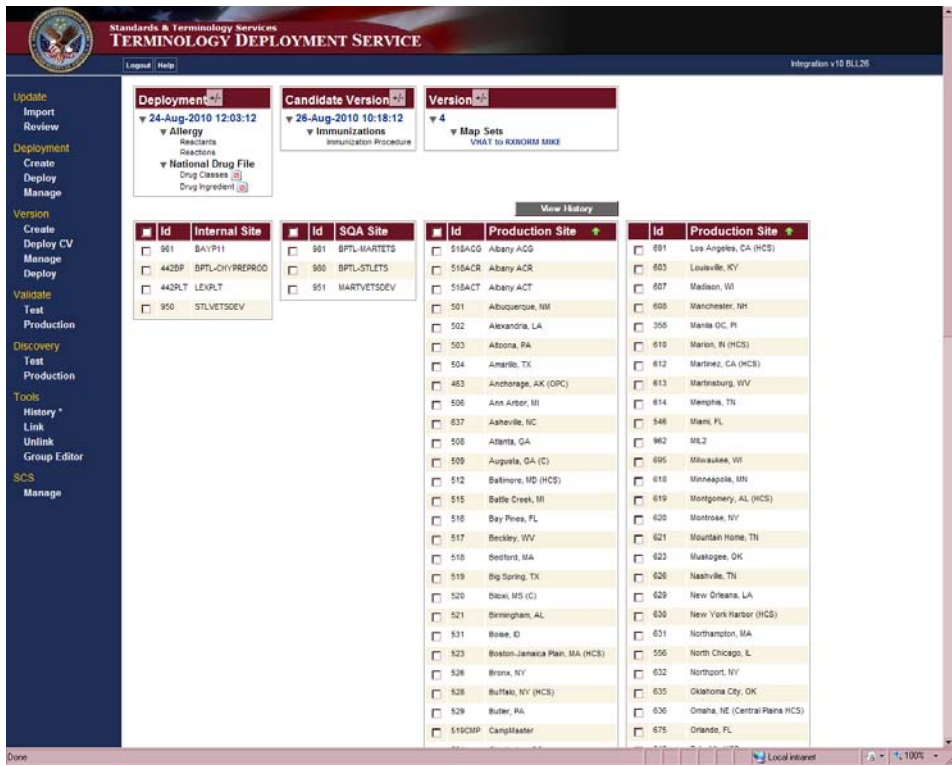 Standards & Terminology Services
TERMINOLOGY DEPLOYMENT SERVICE
Logout Help
Integration v10 BLL26
Update
Import
Review
Deployment
Create
Deploy
Manage
Version
Create
Deploy CV
Manage
Deploy
Validate
Test
Production
Discovery
Test
Production
Tools
History *
Link
Unlink
Group Editor
SCS
Manage
Deployment +/-
24-Aug-2010 12:03:12
Allergy
Reactants
Reactions
National Drug File
Drug Classes
Drug Ingredient
Candidate Version +/-
26-Aug-2010 10:18:12
Immunizations
Immunization Procedure
Version +/-
4
Map Sets
VHAT to RXNORM MIKE
View History
Id Internal Site
961 BAYP11
442BP BPTL-CHYPREPROD
442PLT LEXPLT
950 STLVETSDEV
Id SQA Site
981 BPTL-MARTETS
980 BPTL-STLETS
951 MARTVETSDEV
Id Production Site
518ACG Albany ACG
518ACR Albany ACR
518ACT Albany ACT
501 Albuquerque, NM
502 Alexandria, LA
503 Altoona, PA
504 Amarillo, TX
463 Anchorage, AK (OPC)
506 Ann Arbor, MI
637 Asheville, NC
508 Atlanta, GA
509 Augusta, GA (C)
512 Baltimore, MD (HCS)
515 Battle Creek, MI
516 Bay Pines, FL
517 Beckley, WV
518 Bedford, MA
519 Big Spring, TX
520 Biloxi, MS (C)
521 Birmingham, AL
531 Boise, ID
523 Boston-Jamaica Plain, MA (HCS)
526 Bronx, NY
528 Buffalo, NY (HCS)
529 Butler, PA
519CMP CampMaster
Id Production Site
691 Los Angeles, CA (HCS)
603 Louisville, KY
607 Madison, WI
608 Manchester, NH
358 Manila OC, PI
610 Marion, IN (HCS)
612 Martinez, CA (HCS)
613 Martinsburg, WV
614 Memphis, TN
546 Miami, FL
962 MIL2
695 Milwaukee, WI
618 Minneapolis, MN
619 Montgomery, AL (HCS)
620 Montrose, NY
621 Mountain Home, TN
623 Muskogee, OK
626 Nashville, TN
629 New Orleans, LA
630 New York Harbor (HCS)
631 Northampton, MA
556 North Chicago, IL
632 Northport, NY
635 Oklahoma City, OK
636 Omaha, NE (Central Plains HCS)
675 Orlando, FL
Done
Local intranet
100%